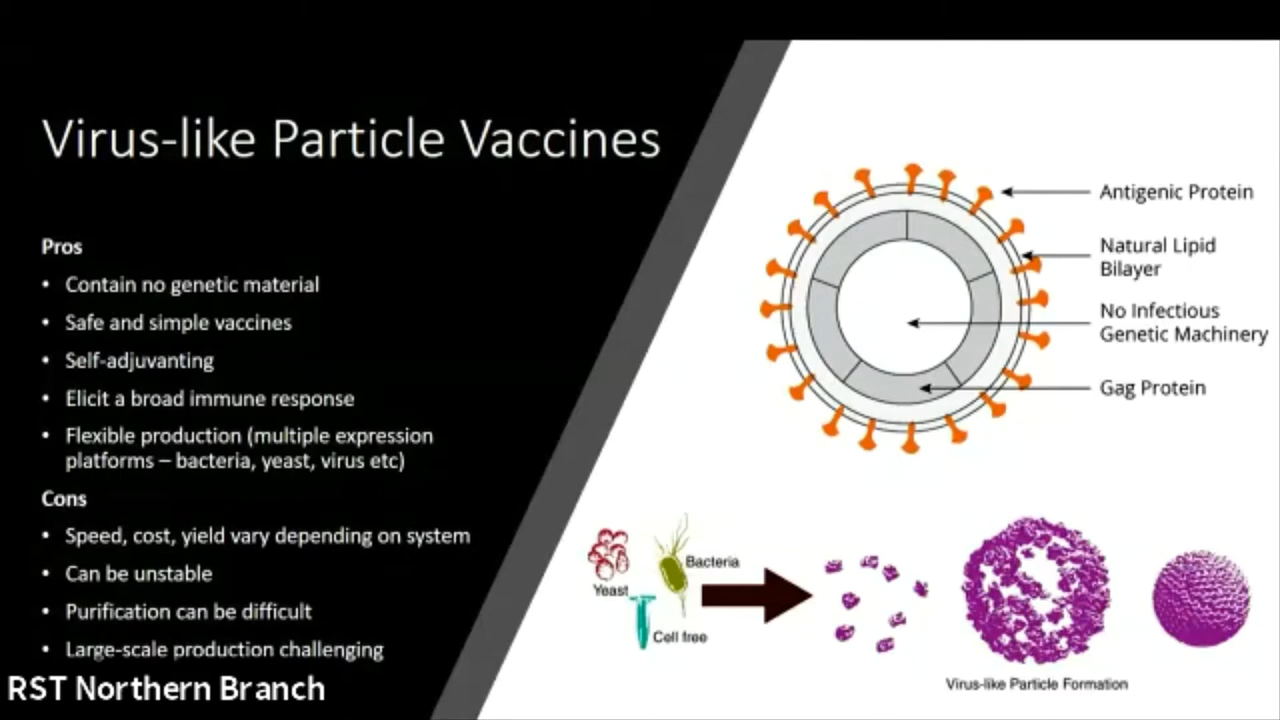 Virus-like Particle Vaccines
Pros
• Contain no genetic material
• Safe and simple vaccines
• Self-adjuvanting
• Elicit a broad immune response
• Flexible production (multiple expression
platforms – bacteria, yeast, virus etc)
Cons
• Speed, cost, yield vary depending on system
• Can be unstable
• Purification can be difficult
• Large-scale production challenging
RST Northern Branch
Antigenic Protein
Natural Lipid
Bilayer
No Infectious
Genetic Machinery
Gag Protein
Bacteria
Yeast
Cell free
Virus-like Particle Formation